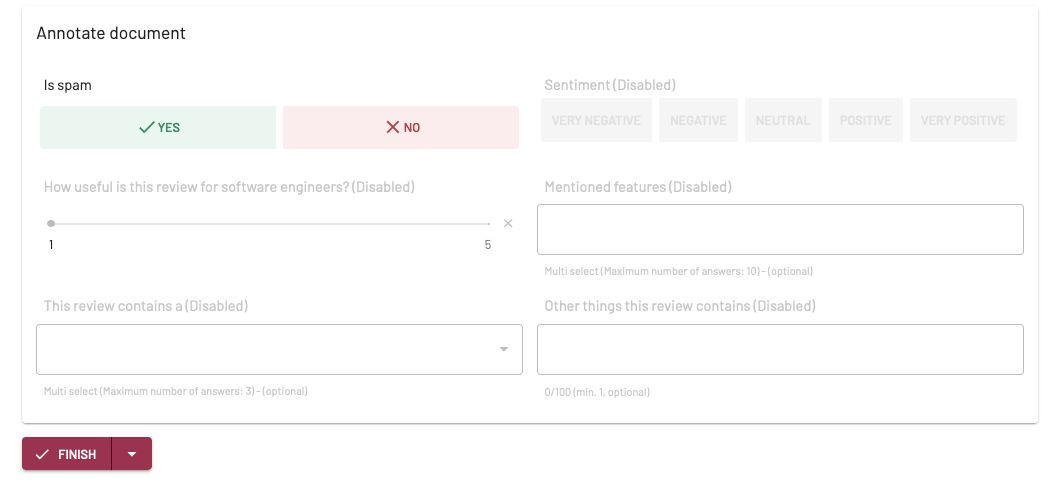 Annotate document
Is spam
YES
NO
Sentiment (Disabled)
VERY NEGATIVE
NEGATIVE
NEUTRAL
POSITIVE
VERY POSITIVE
How useful is this review for software engineers? (Disabled)
1
5
Mentioned features (Disabled)
Multi select (Maximum number of answers: 10) - (optional)
This review contains a (Disabled)
Multi select (Maximum number of answers: 3) - (optional)
Other things this review contains (Disabled)
0/100 (min. 1, optional)
FINISH